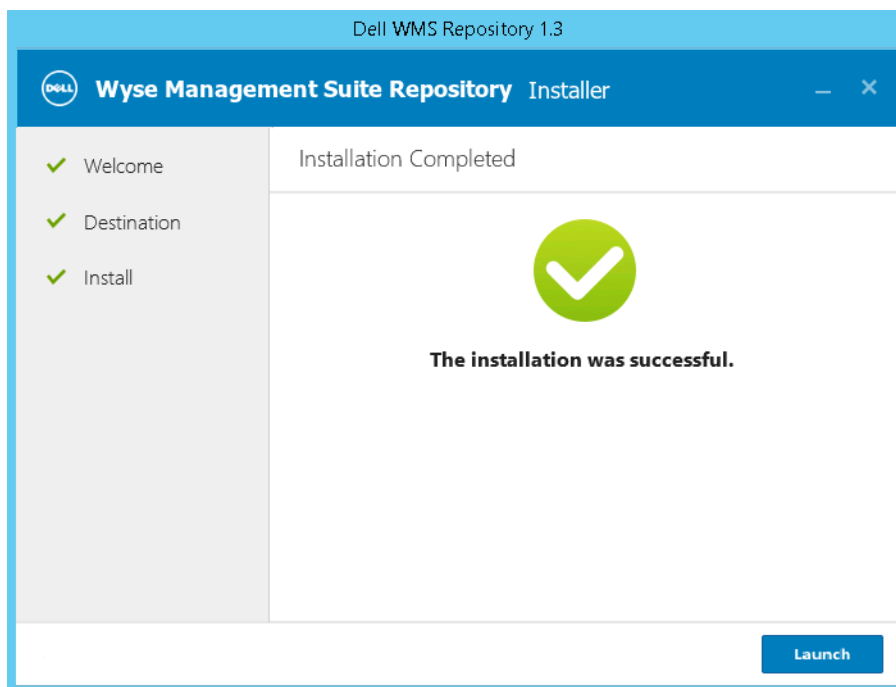 Dell WMS Repository 1.3
DELL Wyse Management Suite Repository Installer
Welcome
Destination
Install
Installation Completed
The installation was successful.
Launch